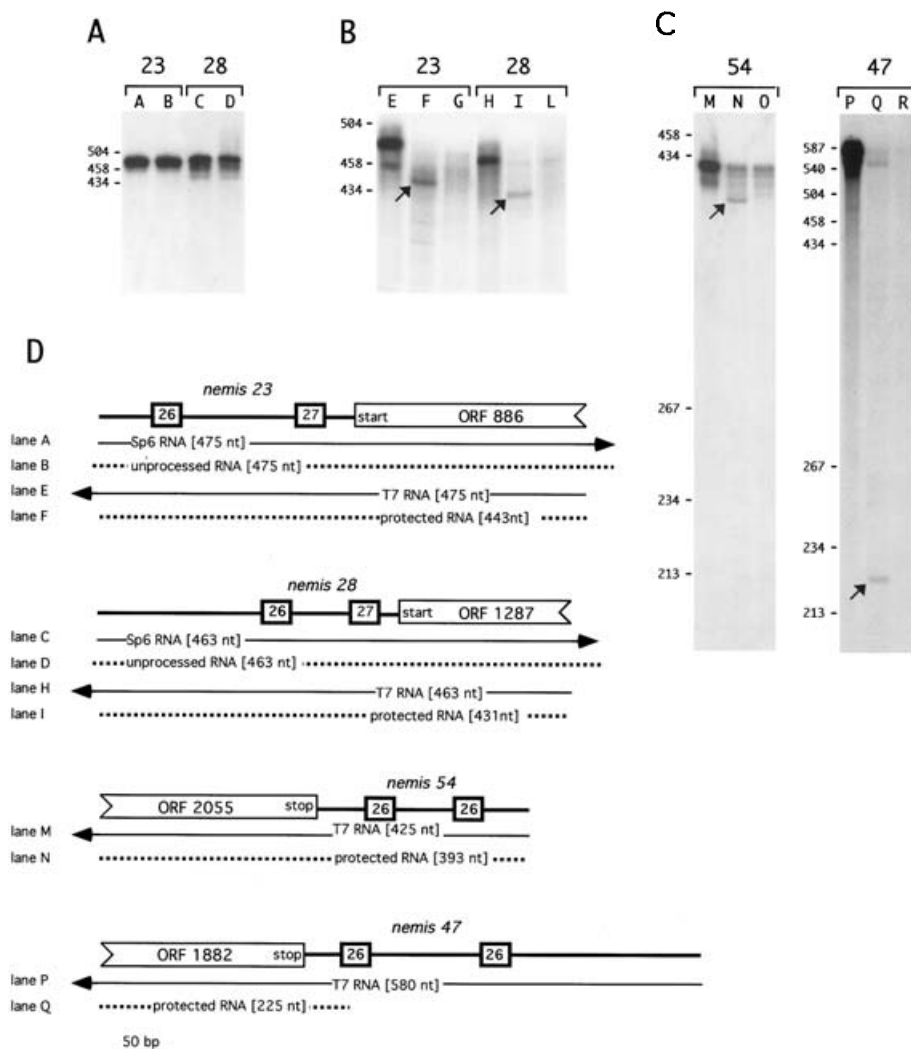 A
B
C
23 28
A B C D
504 -
458 -
434 -
23 28
E F G H I L
504 -
458 -
434 -
54 47
M N O P Q R
458 -
434 -
267 -
234 -
213 -
587 -
540 -
504 -
458 -
434 -
267 -
234 -
213 -
D
nemis 23
26 27 start ORF 886
lane A Sp6 RNA [475 nt]
lane B unprocessed RNA [475 nt]
lane E T7 RNA [475 nt]
lane F protected RNA [443nt]
nemis 28
26 27 start ORF 1287
lane C Sp6 RNA [463 nt]
lane D unprocessed RNA [463 nt]
lane H T7 RNA [463 nt]
lane I protected RNA [431nt]
nemis 54
ORF 2055 stop 26 26
lane M T7 RNA [425 nt]
lane N protected RNA [393 nt]
nemis 47
ORF 1882 stop 26 26
lane P T7 RNA [580 nt]
lane Q protected RNA [225 nt]
50 bp